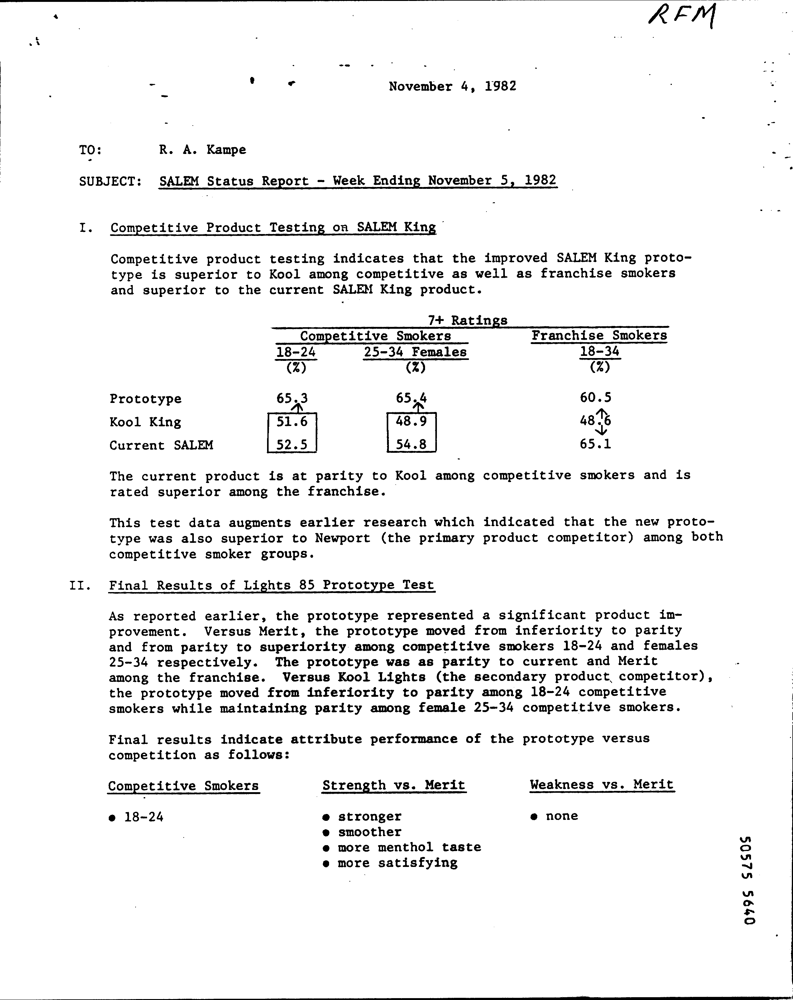 RFM
November 4, 1982
TO: R. A. Kampe
SUBJECT: SALEM Status Report - Week Ending November 5, 1982
I. Competitive Product Testing on SALEM King
Competitive product testing indicates that the improved SALEM King proto-
type is superior to Kool among competitive as well as franchise smokers
and superior to the current SALEM King product.
7+ Ratings
Competitive Smokers Franchise Smokers
18-24 25-34 Females 18-34
(%) (%) (%)
Prototype 65.3 65.4 60.5
Kool King 51.6 48.9 48.6
Current SALEM 52.5 54.8 65.1
The current product is at parity to Kool among competitive smokers and is
rated superior among the franchise.
This test data augments earlier research which indicated that the new proto-
type was also superior to Newport (the primary product competitor) among both
competitive smoker groups.
II. Final Results of Lights 85 Prototype Test
As reported earlier, the prototype represented a significant product im-
provement. Versus Merit, the prototype moved from inferiority to parity
and from parity to superiority among competitive smokers 18-24 and females
25-34 respectively. The prototype was as parity to current and Merit
among the franchise. Versus Kool Lights (the secondary product competitor),
the prototype moved from inferiority to parity among 18-24 competitive
smokers while maintaining parity among female 25-34 competitive smokers.
Final results indicate attribute performance of the prototype versus
competition as follows:
Competitive Smokers Strength vs. Merit Weakness vs. Merit
• 18-24 • stronger • none
• smoother
• more menthol taste
• more satisfying
50575 5640